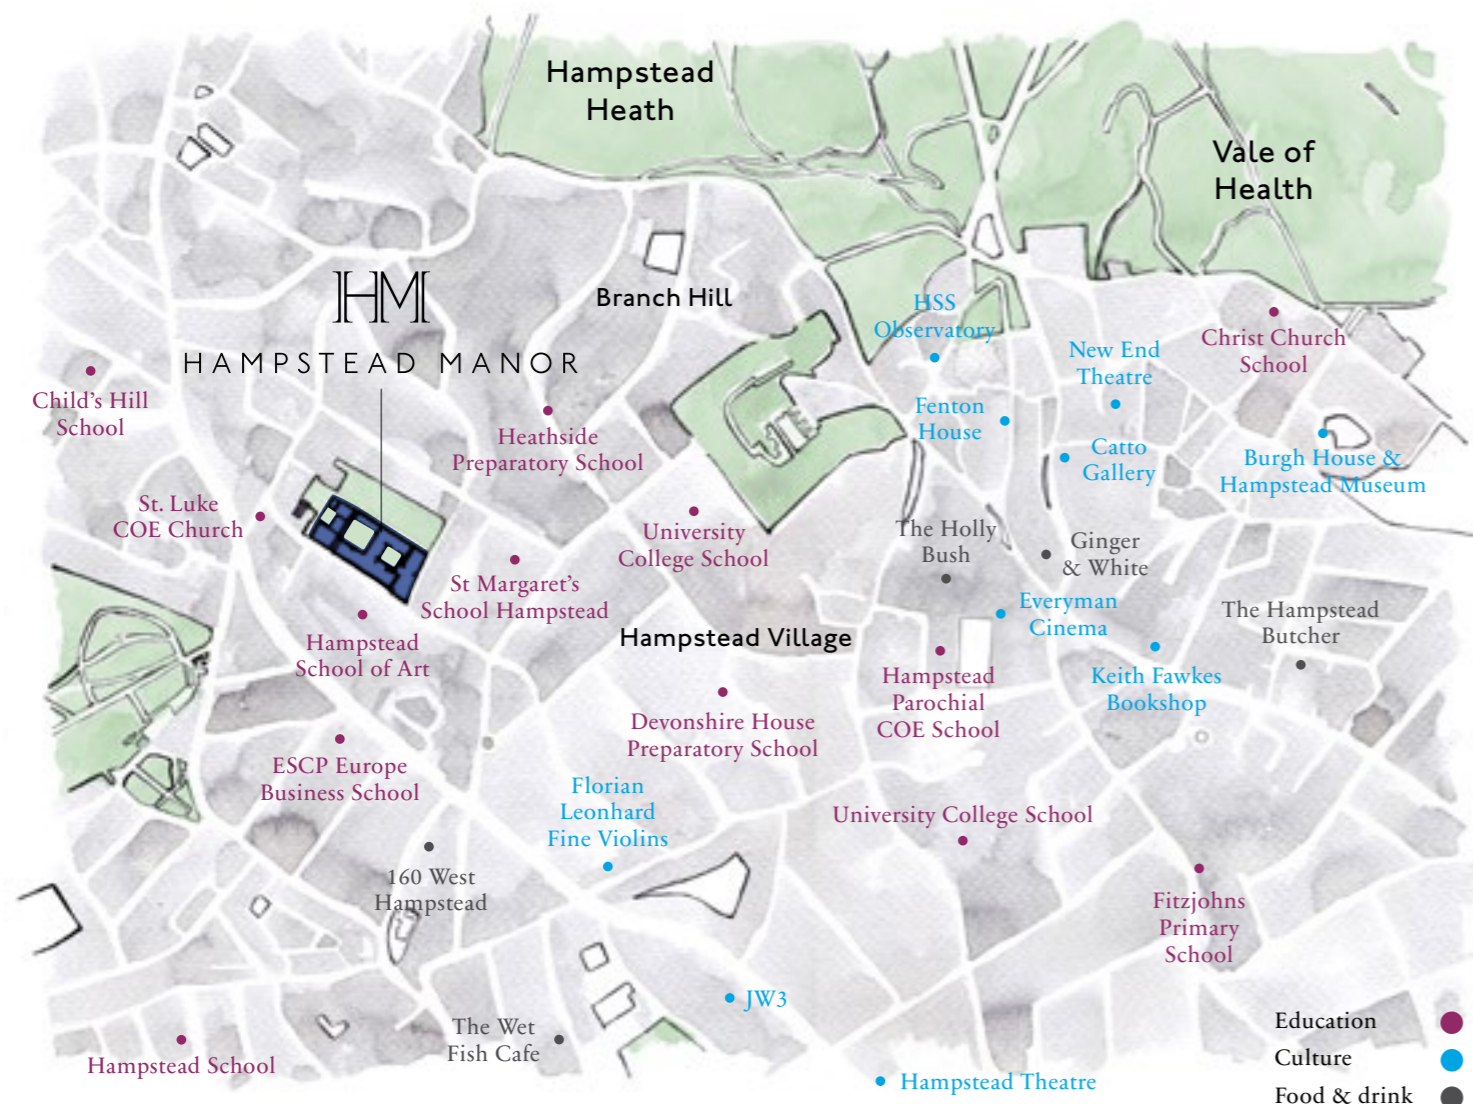 Hampstead
Heath
Vale of
Health
HM
HAMPSTEAD MANOR
Branch Hill
HSS
Observatory
New End
Theatre
Christ Church
School
Child's Hill
School
Fenton
House
Heathside
Preparatory School
Catto
Gallery
Burgh House &
Hampstead Museum
St. Luke
COE Church
University
College School
The Holly
Bush
Ginger
& White
St Margaret's
School Hampstead
Everyman
Cinema
The Hampstead
Butcher
Hampstead
School of Art
Hampstead Village
Hampstead
Parochial
COE School
Keith Fawkes
Bookshop
Devonshire House
Preparatory School
ESCP Europe
Business School
Florian
Leonhard
Fine Violins
University College School
160 West
Hampstead
Fitzjohns
Primary
School
JW3
The Wet
Fish Cafe
Hampstead School
Hampstead Theatre
Education
Culture
Food & drink